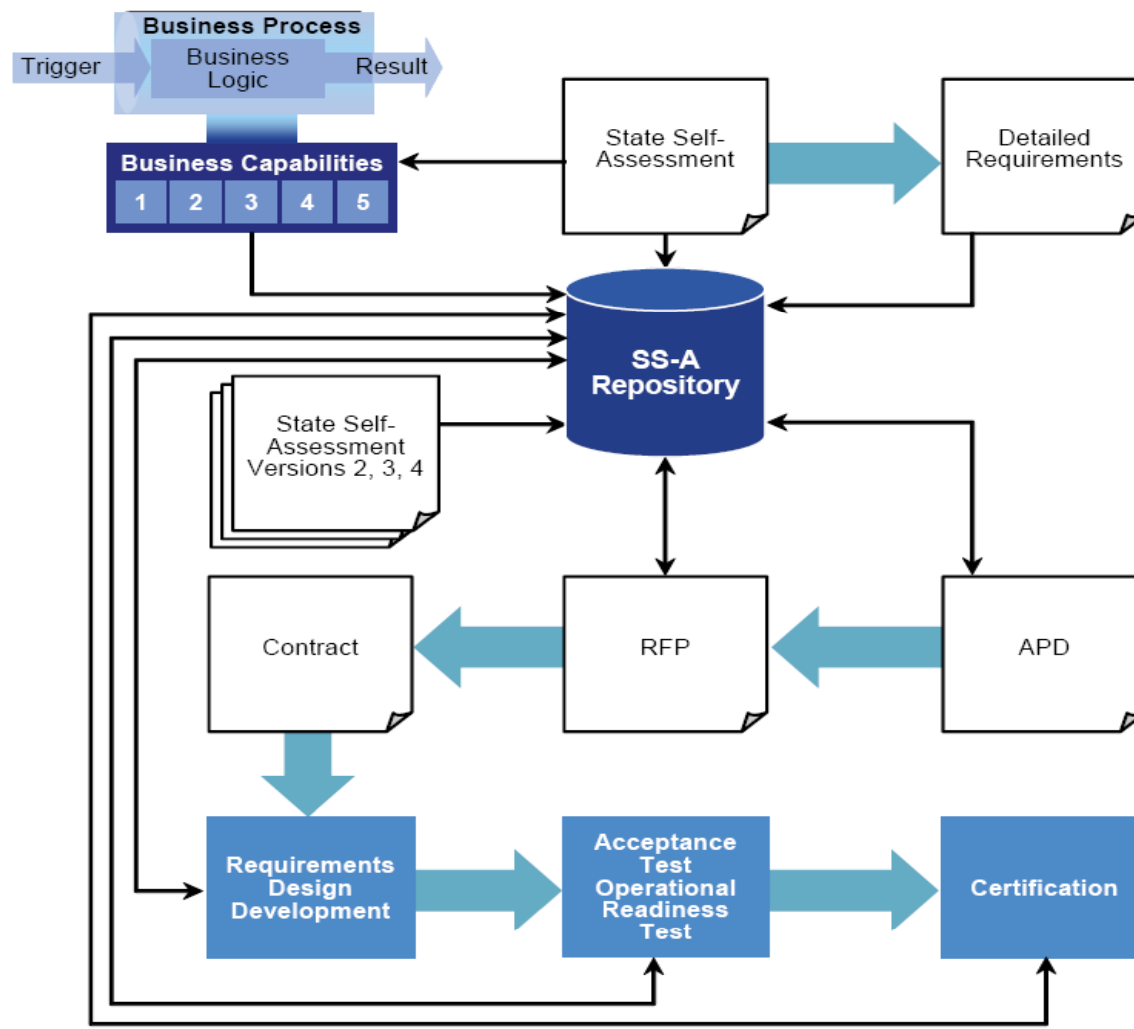 Business Process
Trigger
Business
Logic
Result
Business Capabilities
1 2 3 4 5
State Self-
Assessment
Detailed
Requirements
SS-A
Repository
State Self-
Assessment
Versions 2, 3, 4
Contract
RFP
APD
Requirements
Design
Development
Acceptance
Test
Operational
Readiness
Test
Certification